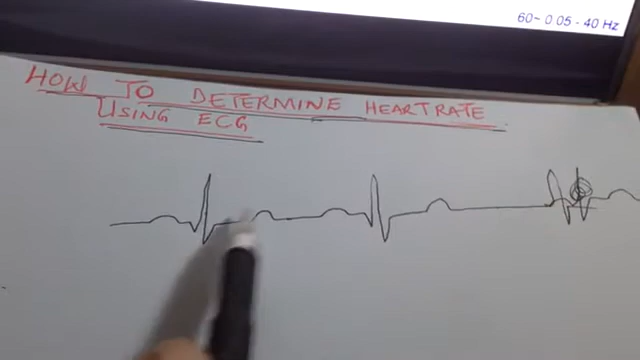 60~ 0.05 - 40 Hz
HOW TO DETERMINE HEARTRATE
USING ECG